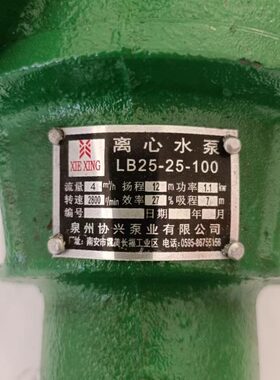 离心水泵
XIE XING
LB25-25-100
流量 4 m³/h 扬程 12 m 功率 1.1 kw
转速 2800 r/min 效率 27 % 吸程 7 m
编号 日期 年 月
泉州协兴泵业有限公司
厂址：南安市霞美长福工业区 电话：0595-86755158